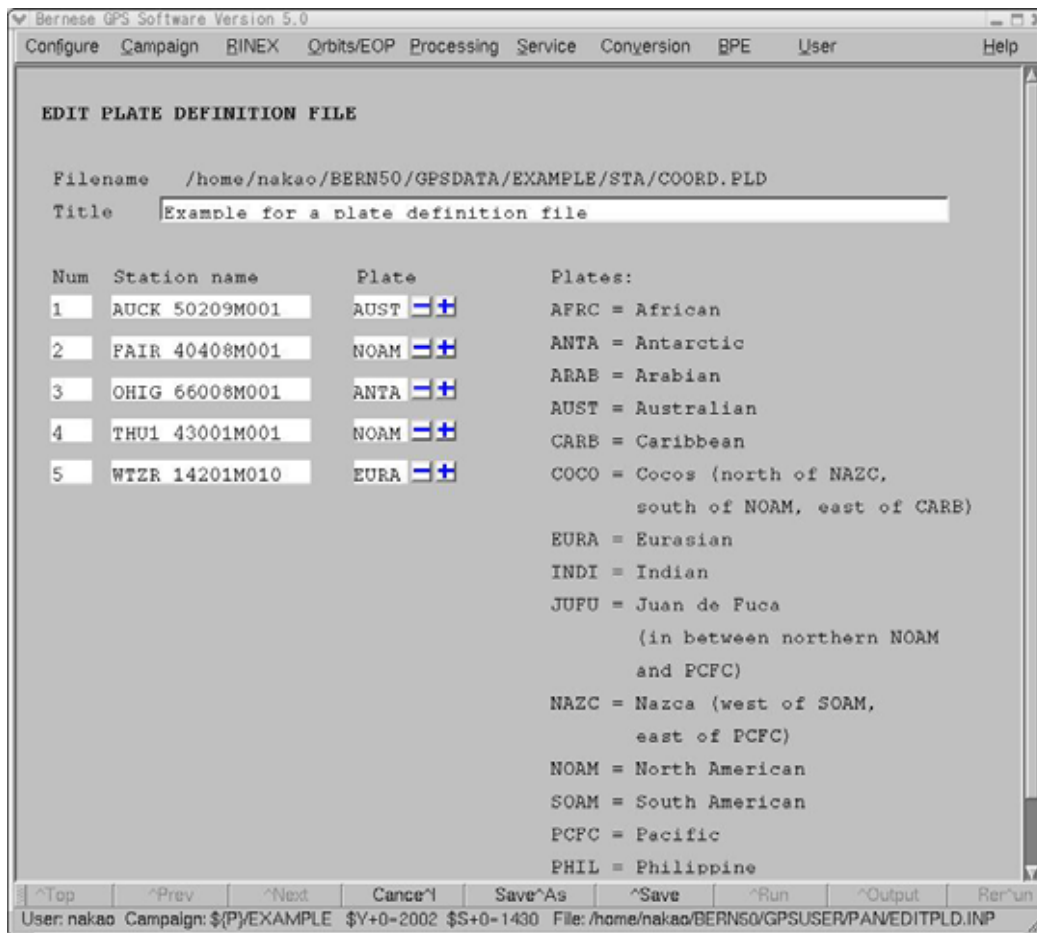 Bernese GPS Software Version 5.0
Configure Campaign RINEX Orbits/EOP Processing Service Conversion BPE User Help
EDIT PLATE DEFINITION FILE
Filename /home/nakao/BERN50/GPSDATA/EXAMPLE/STA/COORD.PLD
Title Example for a plate definition file
Num Station name Plate Plates:
1 AUCK 50209M001 AUST − + AFRC = African
2 FAIR 40408M001 NOAM − + ANTA = Antarctic
3 OHIG 66008M001 ANTA − + ARAB = Arabian
AUST = Australian
4 THU1 43001M001 NOAM − + CARB = Caribbean
5 WTZR 14201M010 EURA − + COCO = Cocos (north of NAZC,
south of NOAM, east of CARB)
EURA = Eurasian
INDI = Indian
JUFU = Juan de Fuca
(in between northern NOAM
and PCFC)
NAZC = Nazca (west of SOAM,
east of PCFC)
NOAM = North American
SOAM = South American
PCFC = Pacific
PHIL = Philippine
^Top ^Prev ^Next Cance^l Save^As ^Save ^Run ^Output Rer^un
User: nakao Campaign: ${P}/EXAMPLE $Y+0=2002 $S+0=1430 File: /home/nakao/BERN50/GPSUSER/PAN/EDITPLD.INP